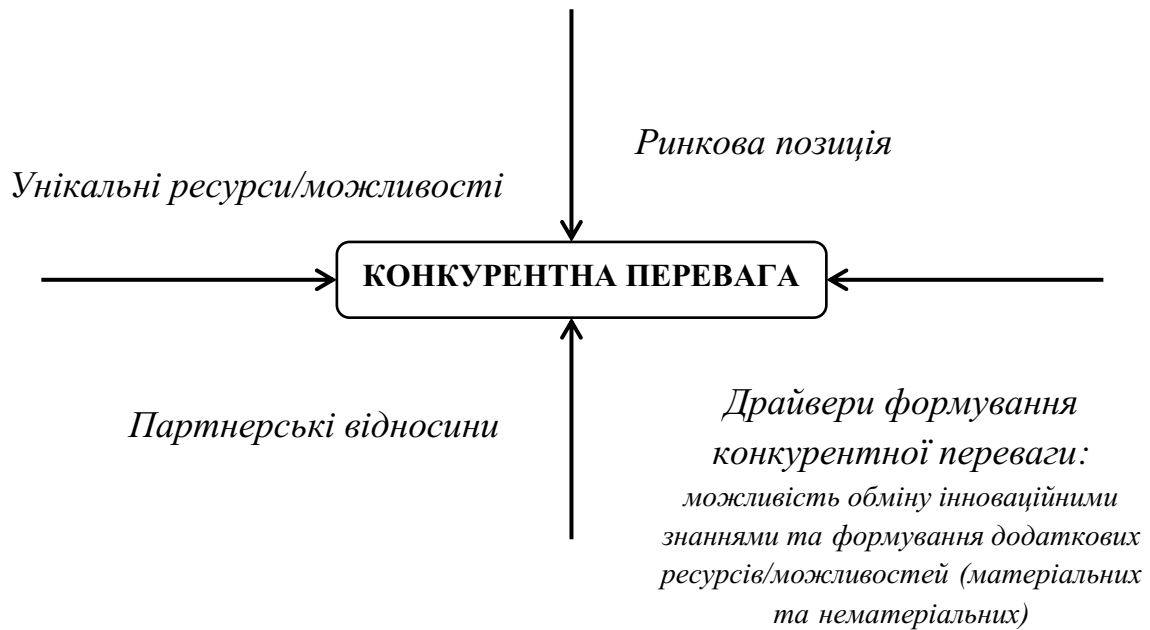 Ринкова позиція
Унікальні ресурси/можливості
КОНКУРЕНТНА ПЕРЕВАГА
Партнерські відносини
Драйвери формування
конкурентної переваги:
можливість обміну інноваційними
знаннями та формування додаткових
ресурсів/можливостей (матеріальних
та нематеріальних)